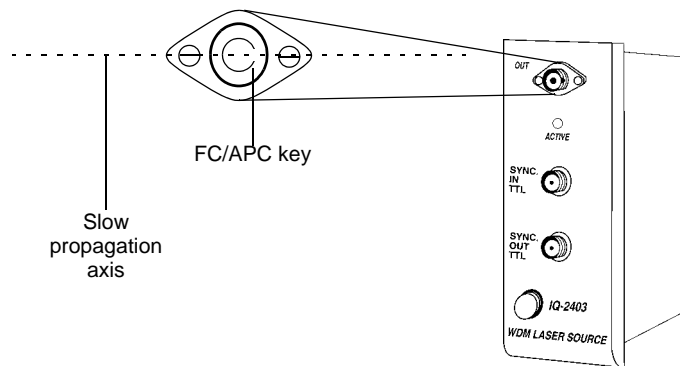 FC/APC key
Slow
propagation
axis
OUT
ACTIVE
SYNC.
IN
TTL
SYNC.
OUT
TTL
IQ-2403
WDM LASER SOURCE